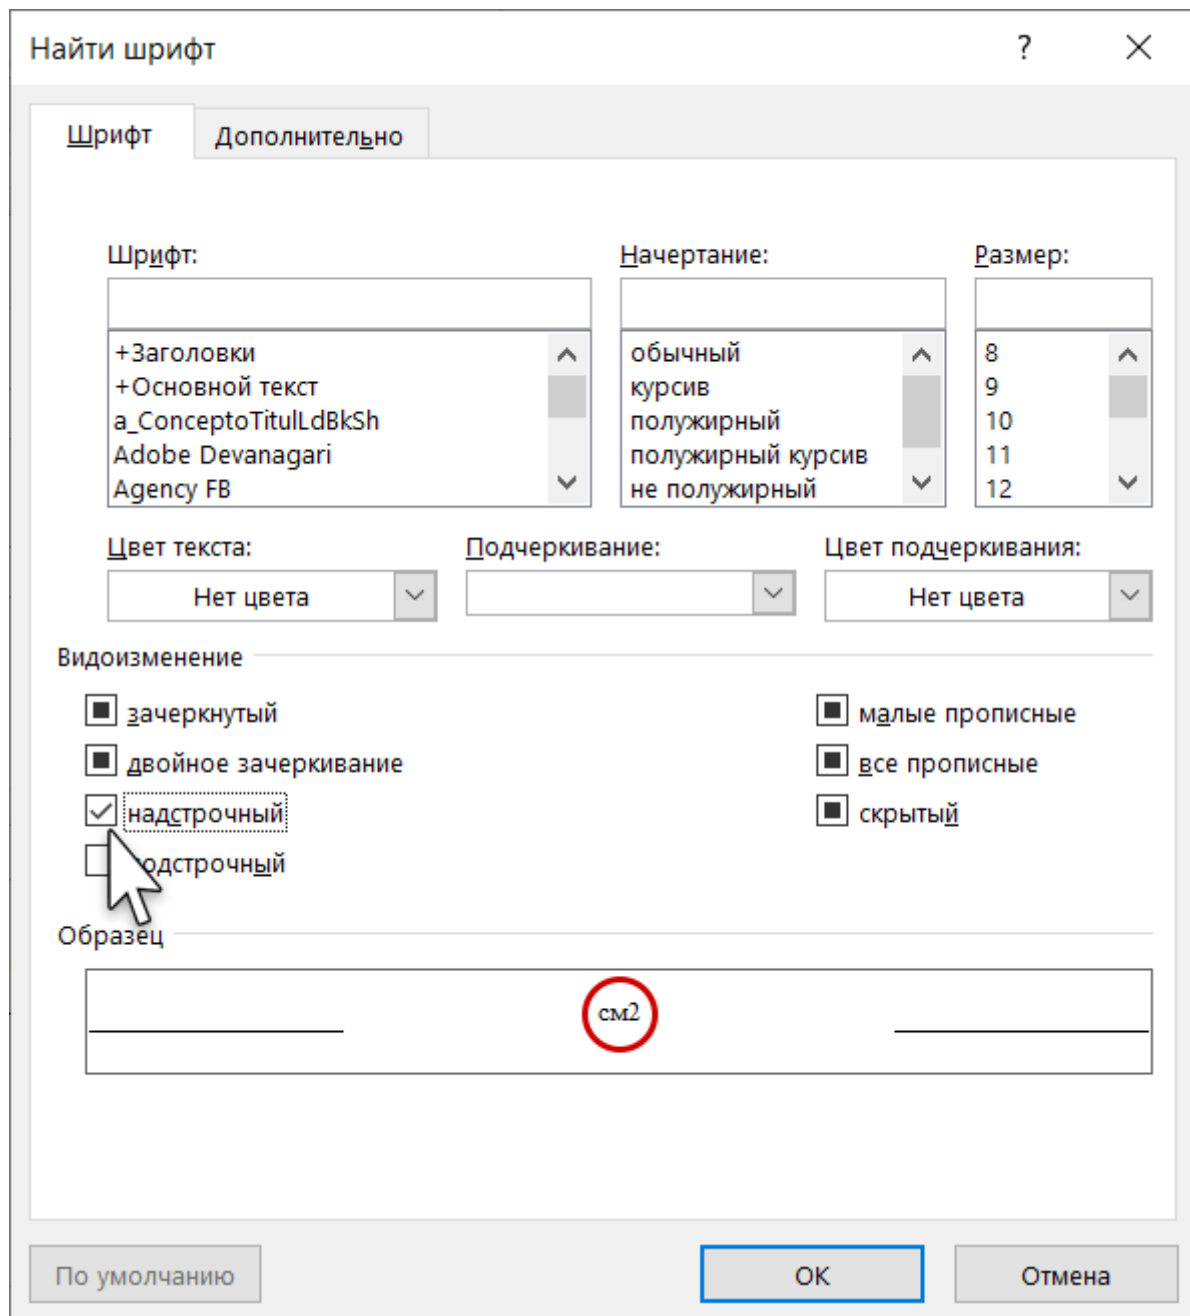 Найти шрифт ?
Шрифт Дополнительно
Шрифт: Начертание: Размер:
+Заголовки обычный 8
+Основной текст курсив 9
a_ConceptoTitulLdBkSh полужирный 10
Adobe Devanagari полужирный курсив 11
Agency FB не полужирный 12
Цвет текста: Подчеркивание: Цвет подчеркивания:
Нет цвета Нет цвета
Видоизменение
зачеркнутый малые прописные
двойное зачеркивание все прописные
надстрочный скрытый
подстрочный
Образец
см2
По умолчанию ОК Отмена